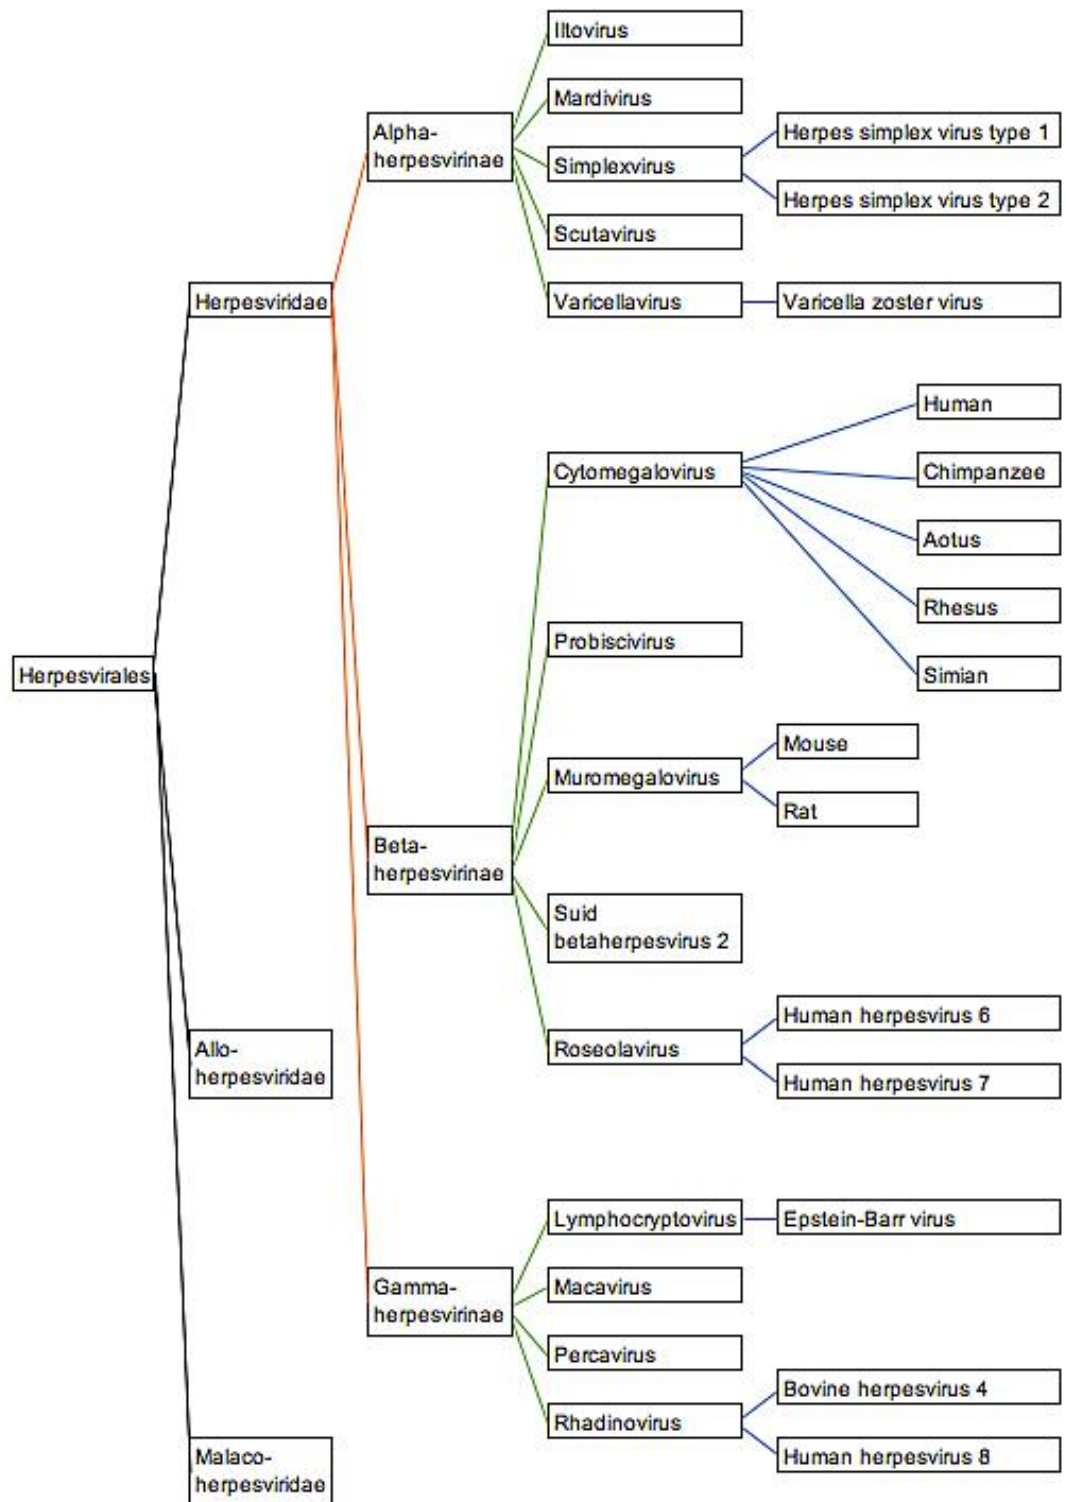 Iltovirus
Mardivirus
Alpha-
herpesvirinae
Herpes simplex virus type 1
Simplexvirus
Herpes simplex virus type 2
Scutavirus
Herpesviridae
Varicellavirus
Varicella zoster virus
Human
Cytomegalovirus
Chimpanzee
Aotus
Rhesus
Probiscivirus
Herpesvirales
Simian
Mouse
Muromegalovirus
Rat
Beta-
herpesvirinae
Suid
betaherpesvirus 2
Human herpesvirus 6
Roseolavirus
Allo-
herpesviridae
Human herpesvirus 7
Lymphocryptovirus
Epstein-Barr virus
Gamma-
herpesvirinae
Macavirus
Percavirus
Bovine herpesvirus 4
Rhadinovirus
Human herpesvirus 8
Malaco-
herpesviridae